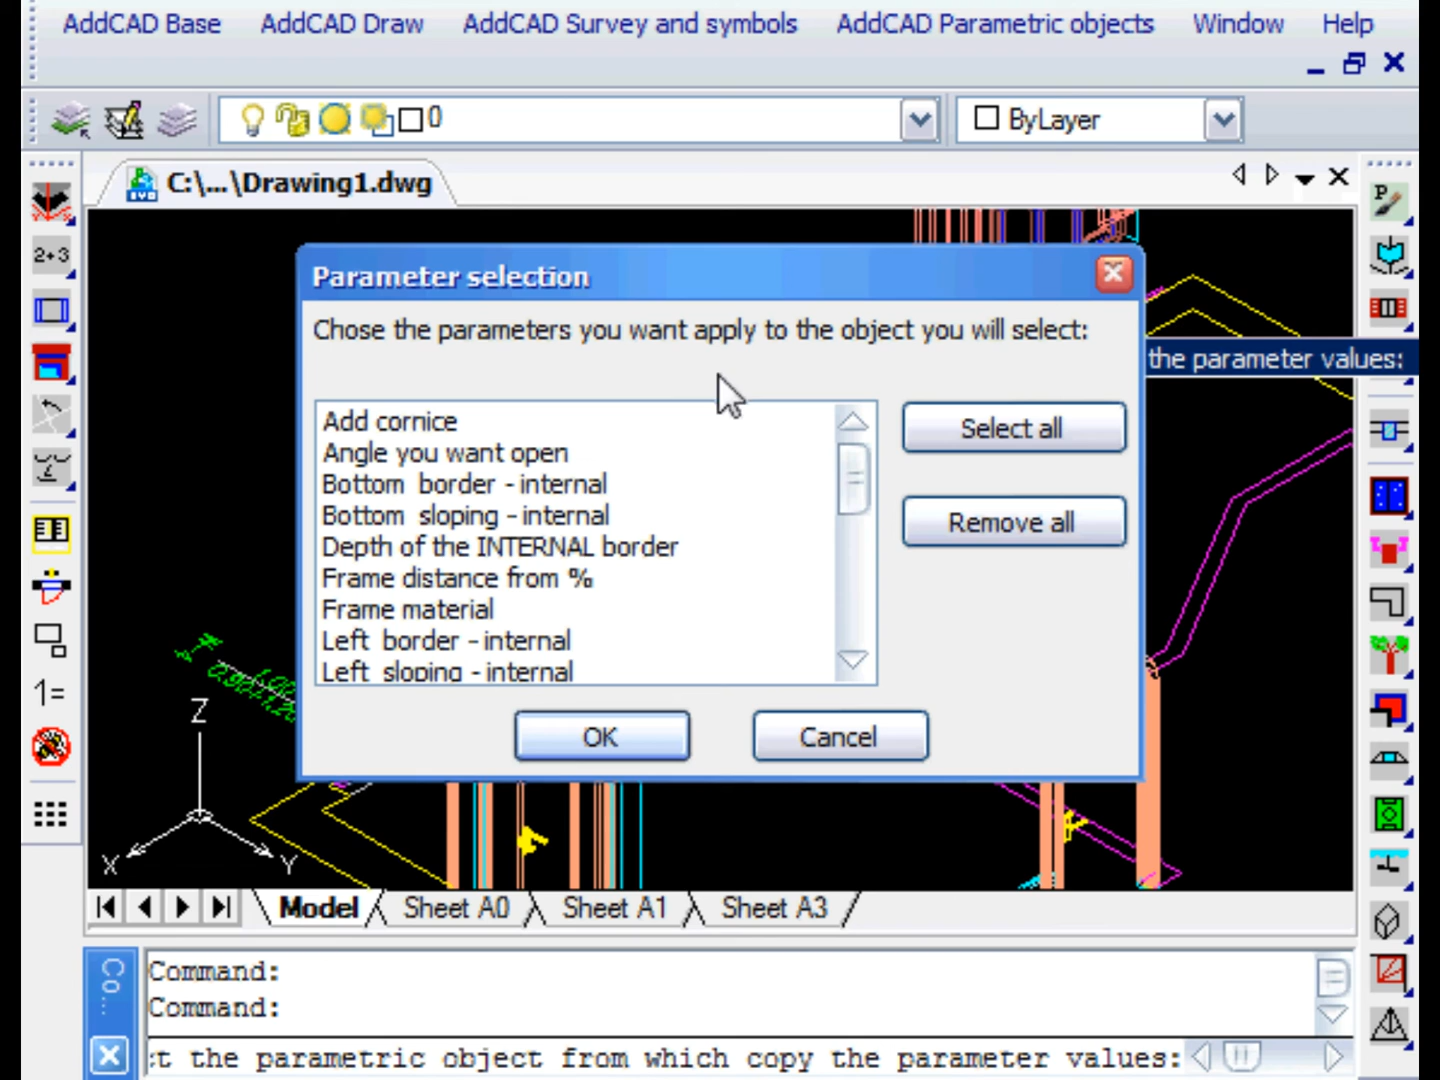 AddCAD Base AddCAD Draw AddCAD Survey and symbols AddCAD Parametric objects Window Help
0 ByLayer
C:\...\Drawing1.dwg
P
2+3
Parameter selection
Chose the parameters you want apply to the object you will select:
the parameter values:
Add cornice
Angle you want open
Bottom border - internal
Bottom sloping - internal
Depth of the INTERNAL border
Frame distance from %
Frame material
Left border - internal
Left sloping - internal
Select all
Remove all
OK Cancel
1=
Z
X Y
Model Sheet A0 Sheet A1 Sheet A3
Co...
Command:
Command:
:t the parametric object from which copy the parameter values: